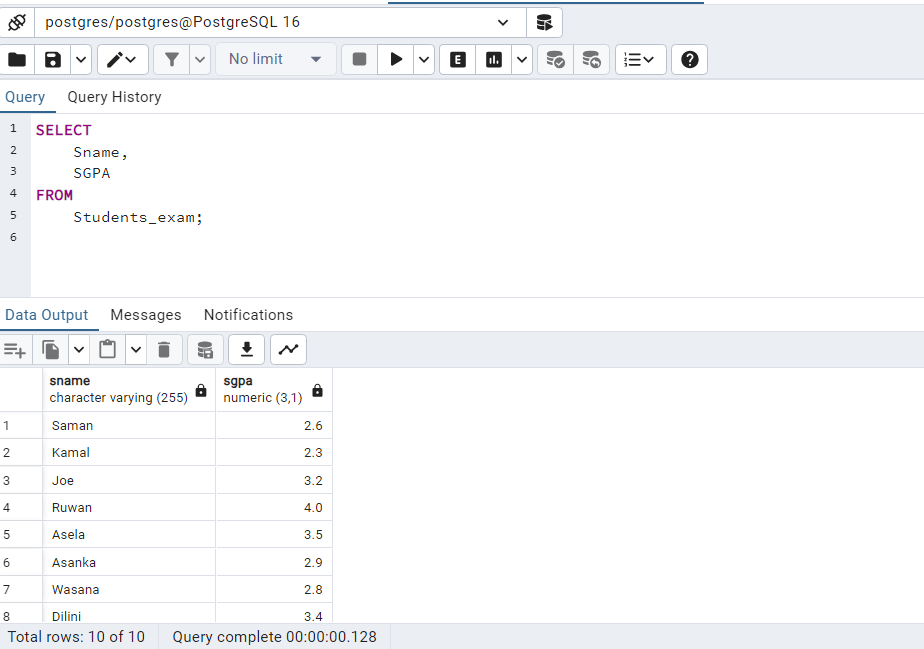 postgres/postgres@PostgreSQL 16
No limit
E
Query Query History
1 SELECT
2 Sname,
3 SGPA
4 FROM
5 Students_exam;
6
Data Output Messages Notifications
sname sgpa
character varying (255) numeric (3,1)
1 Saman 2.6
2 Kamal 2.3
3 Joe 3.2
4 Ruwan 4.0
5 Asela 3.5
6 Asanka 2.9
7 Wasana 2.8
8 Dilini 3.4
Total rows: 10 of 10 Query complete 00:00:00.128